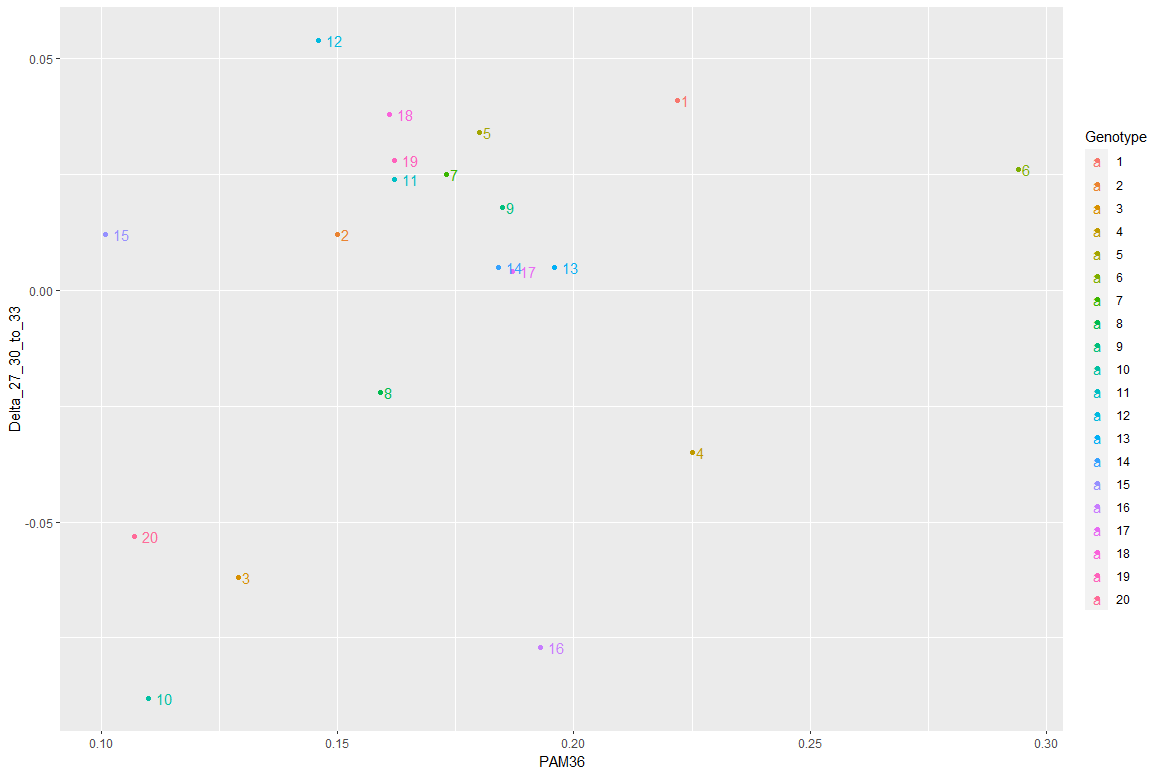 12
0.05
1
18
5
19
6
11
7
9
15
2
14
17
13
0.00
8
4
-0.05
20
3
16
10
0.10
0.15
0.20
0.25
0.30
PAM36
Delta_27_30_to_33
Genotype
a 1
a 2
a 3
a 4
a 5
a 6
a 7
a 8
a 9
a 10
a 11
a 12
a 13
a 14
a 15
a 16
a 17
a 18
a 19
a 20